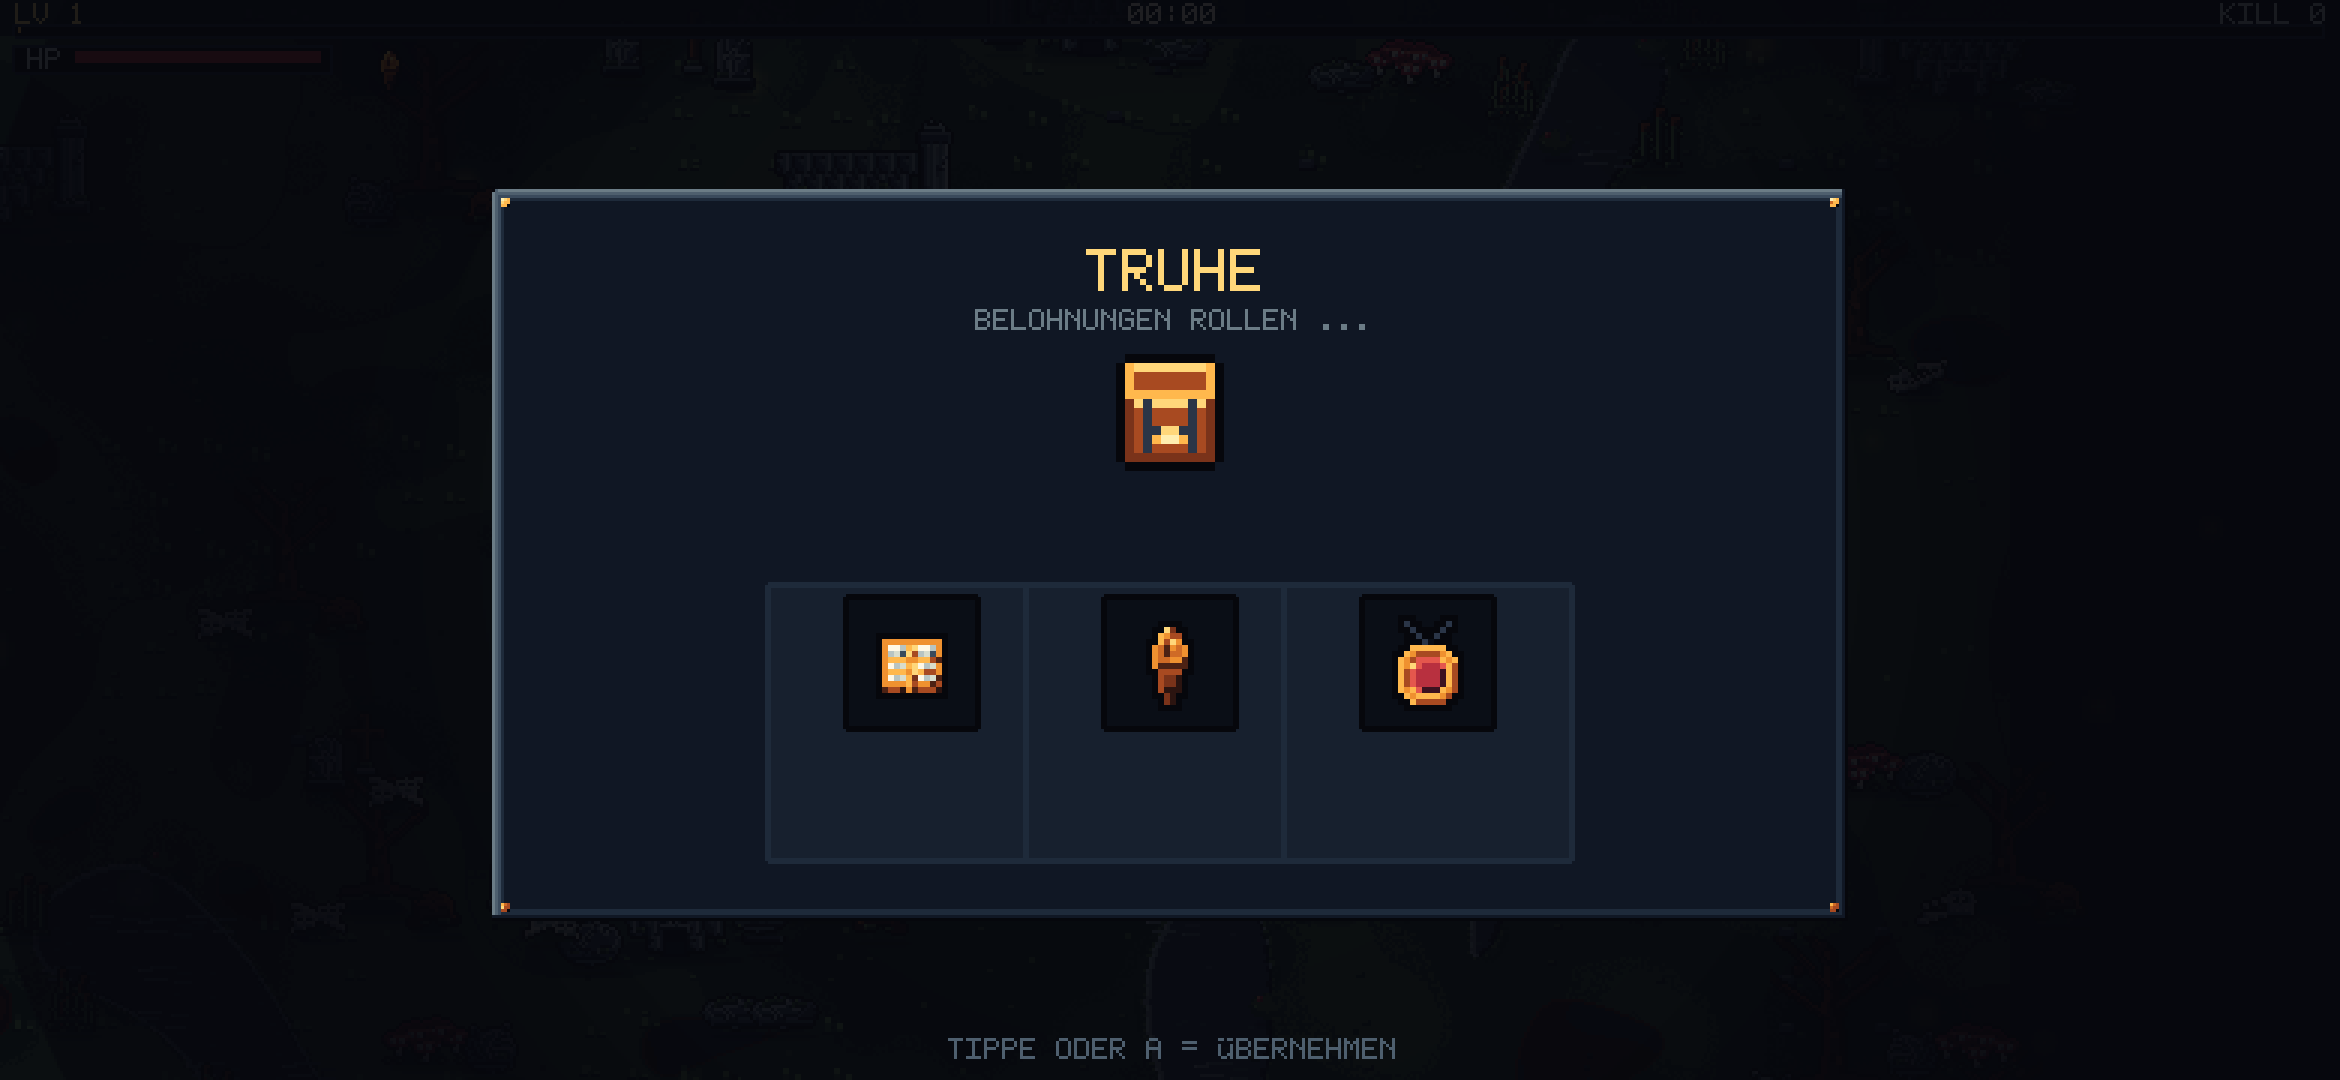 LV 1
00:00
KILL 0
HP
TRUHE
BELOHNUNGEN ROLLEN ...
TIPPE ODER A = üBERNEHMEN